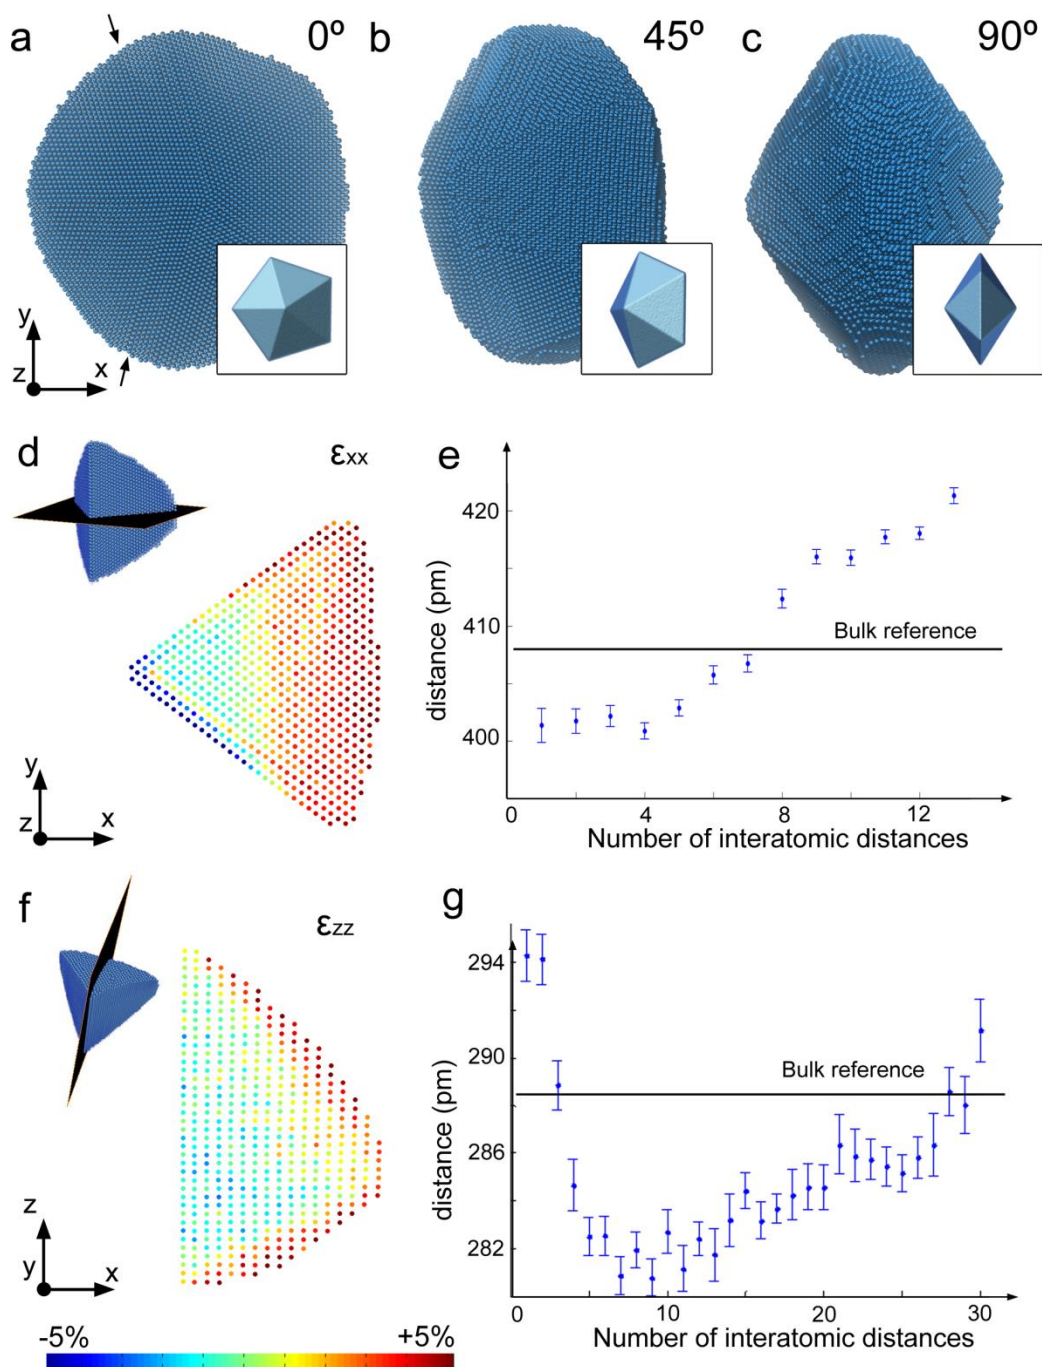 a 0º b 45º c 90º
y
z x
d εxx
y
z x
e
distance (pm)
420
410
400
Bulk reference
0 4 8 12
Number of interatomic distances
f εzz
z
y x
-5% +5%
g
distance (pm)
294
290
286
282
Bulk reference
0 10 20 30
Number of interatomic distances